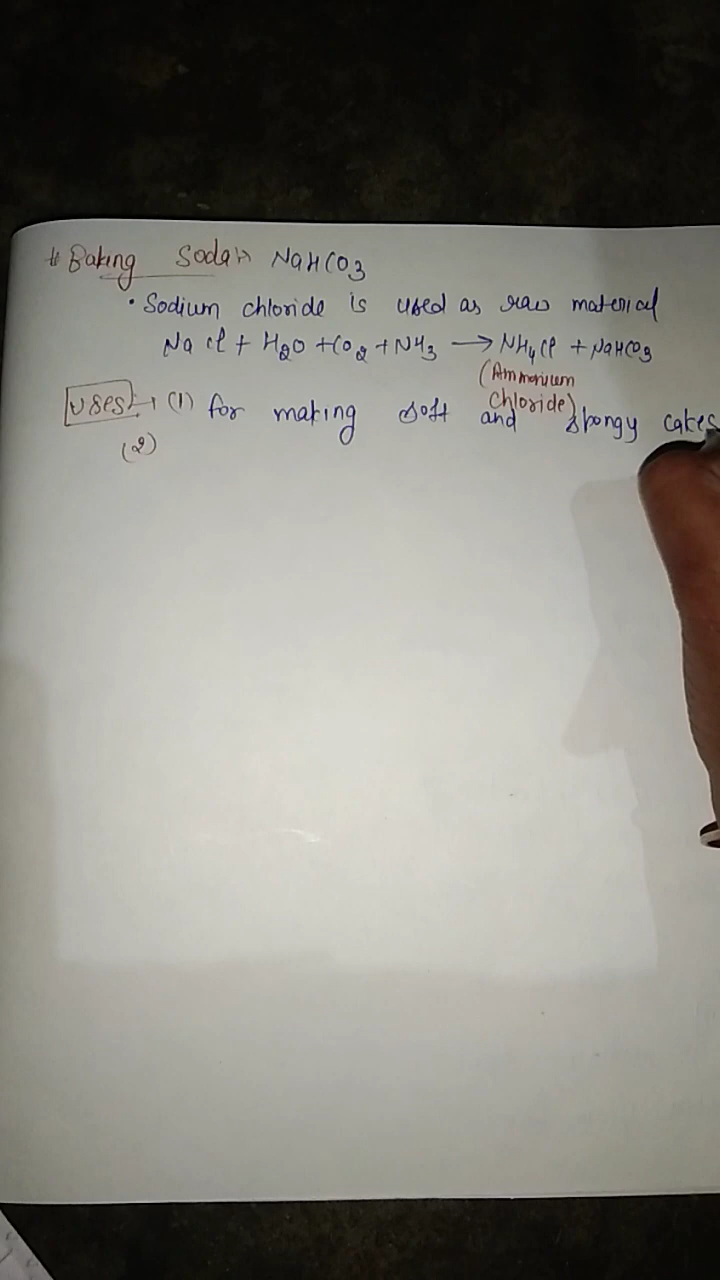 # Baking Soda:- NaHCO3
• Sodium chloride is used as raw material
NaCl + H2O + CO2 + NH3 → NH4Cl + NaHCO3
(Ammonium
Chloride)
Uses:- (1) for making soft and spongy cakes
(2)